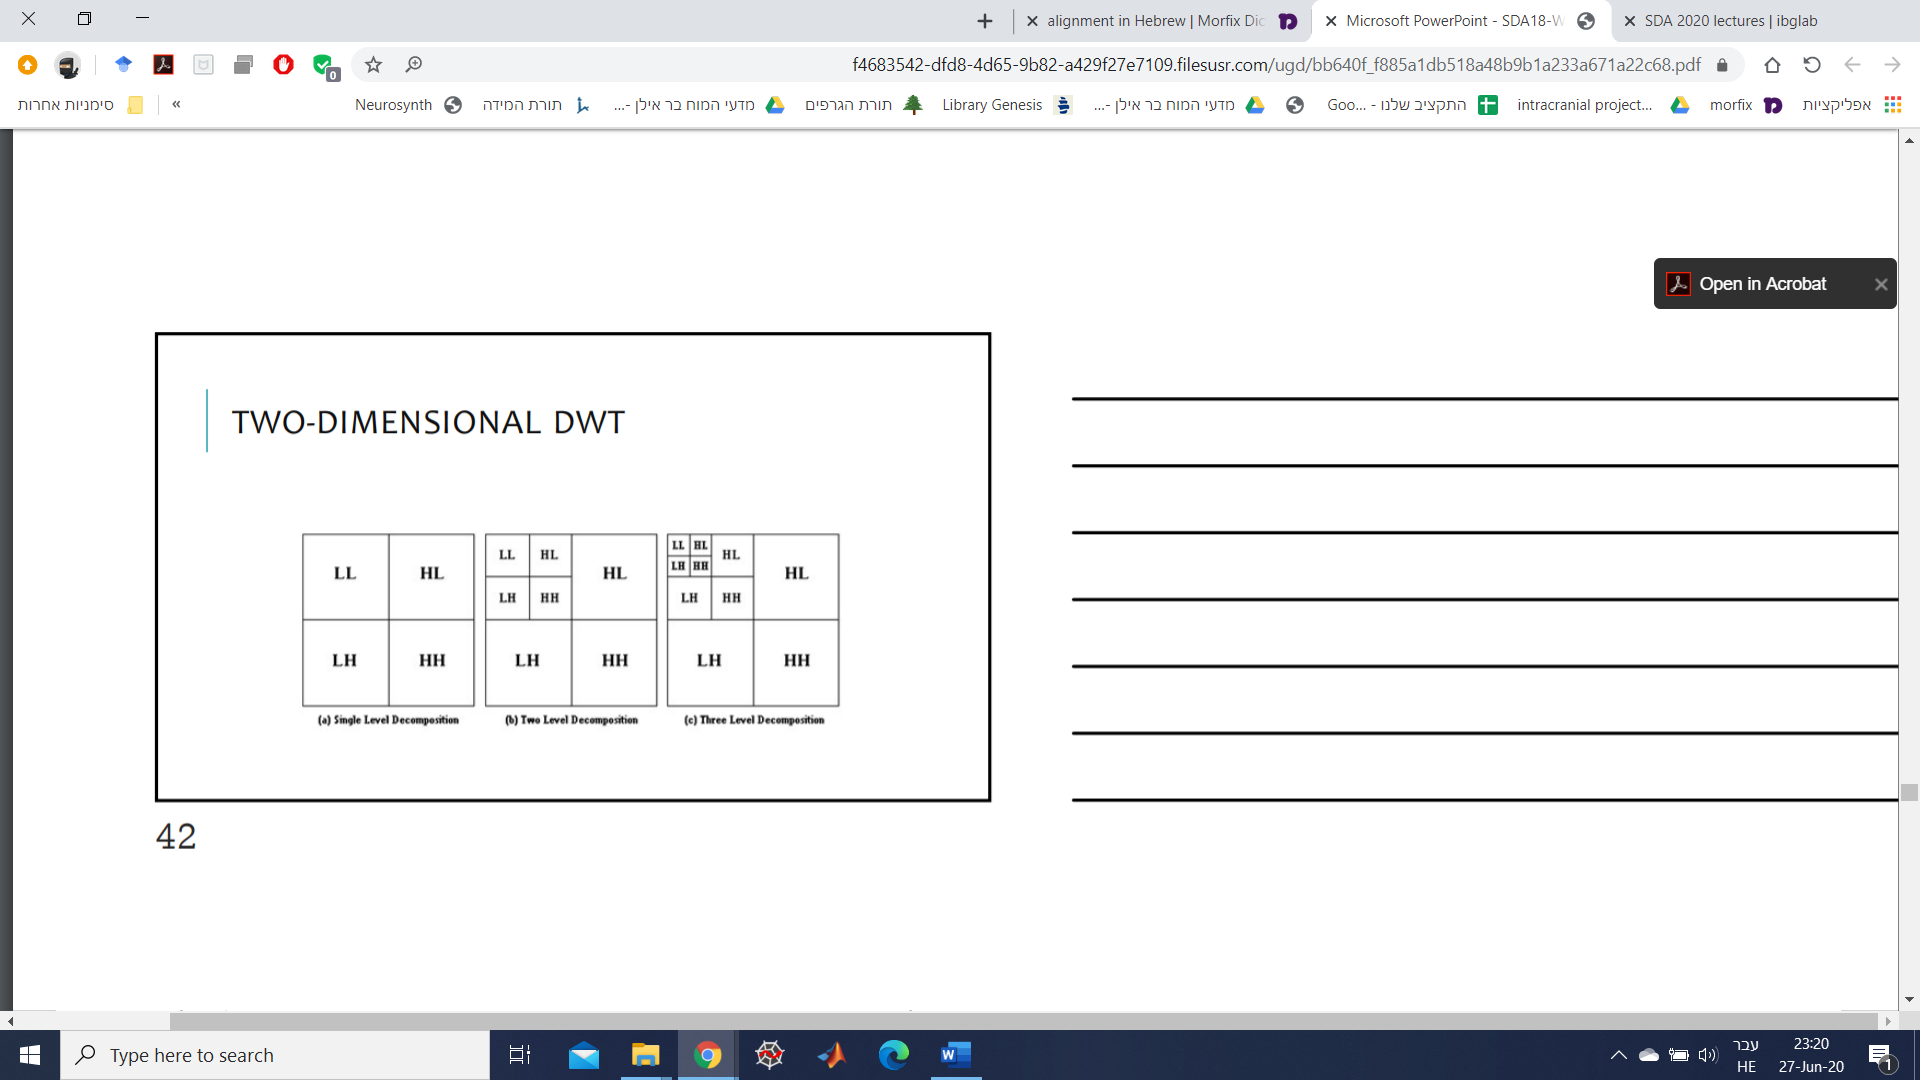 alignment in Hebrew | Morfix Dic
Microsoft PowerPoint - SDA18-W
SDA 2020 lectures | ibglab
0
f4683542-dfd8-4d65-9b82-a429f27e7109.filesusr.com/ugd/bb640f_f885a1db518a48b9b1a233a671a22c68.pdf
סימניות אחרות
«
Neurosynth
תורת המידה
מדעי המוח בר אילן -...
תורת הגרפים
Library Genesis
מדעי המוח בר אילן -...
התקציב שלנו - Goo...
intracranial project...
morfix
אפליקציות
Open in Acrobat
TWO-DIMENSIONAL DWT
LL HL
LH HH
(a) Single Level Decomposition
LL HL
HL
LH HH
LH HH
(b) Two Level Decomposition
LL HL
HL
LH HH
HL
LH HH
LH HH
(c) Three Level Decomposition
42
Type here to search
עבר
HE
23:20
27-Jun-20
1